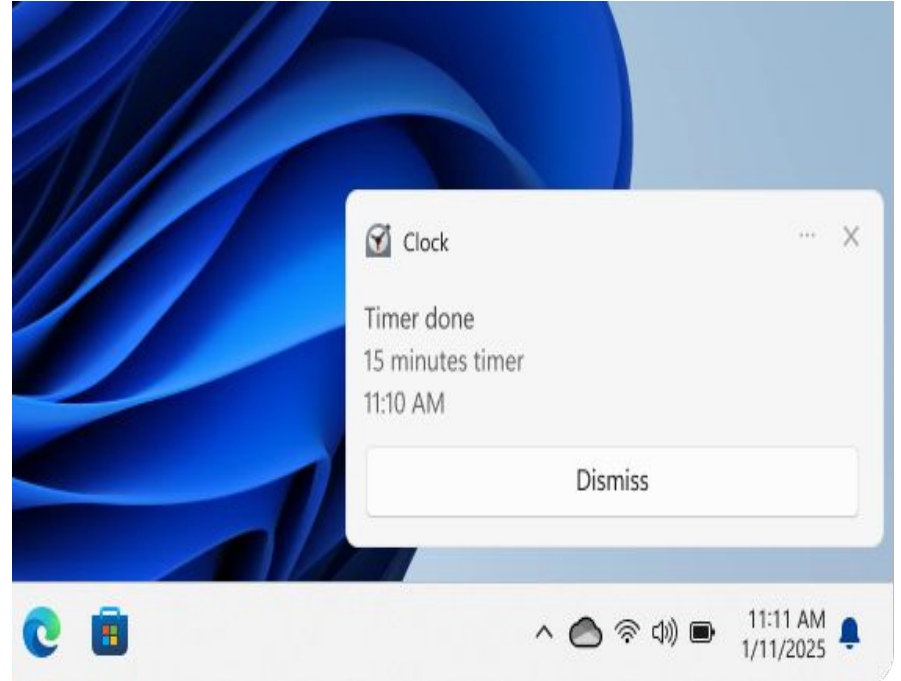 Clock
Timer done
15 minutes timer
11:10 AM
Dismiss
11:11 AM
1/11/2025